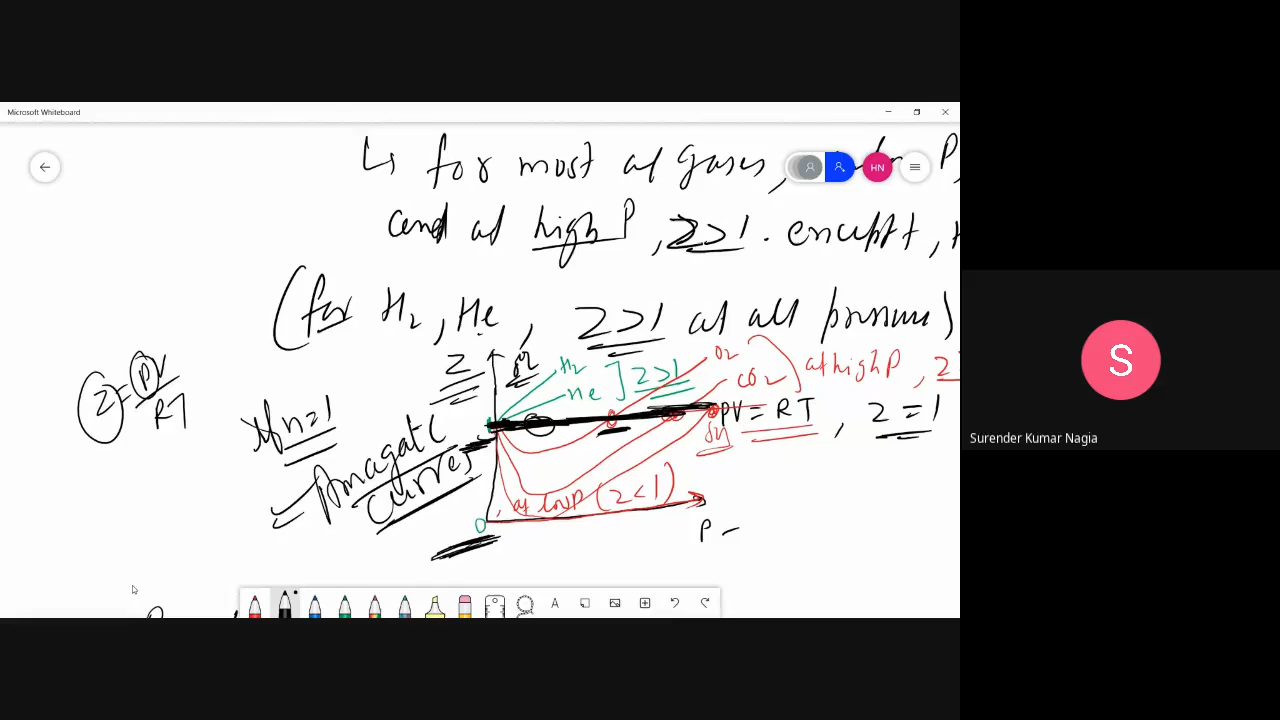 Microsoft Whiteboard
↳ for most of gases, P,
and at high P, Z>1. except,
HN
(for H2, He, Z>1 at all pressure)
Z = PV/RT
If n=1
Amagat(
Curves
Z
H2
He ] Z>1
O2
CO2
at high P, Z
PV = RT, Z = 1
at low P (Z<1)
O
P –
S
Surender Kumar Nagia
A